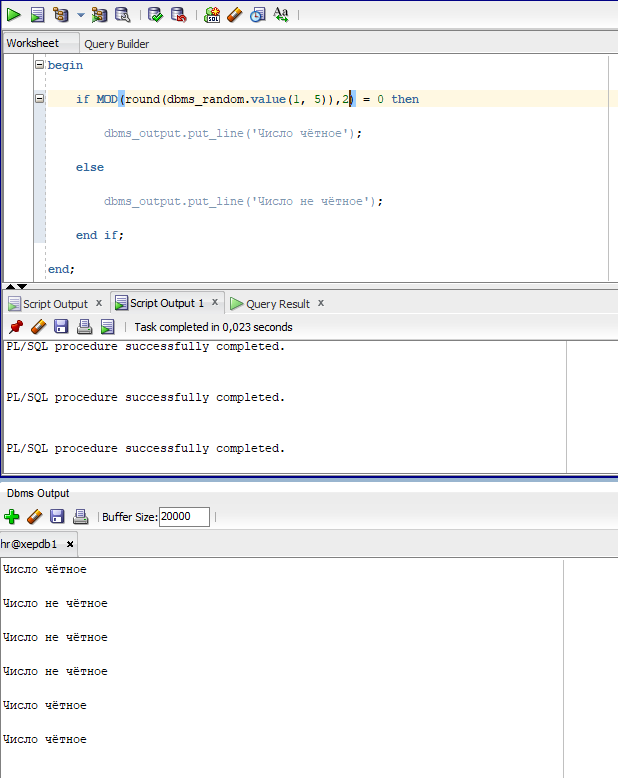 Worksheet Query Builder
begin
if MOD(round(dbms_random.value(1, 5)),2) = 0 then
dbms_output.put_line('Число чётное');
else
dbms_output.put_line('Число не чётное');
end if;
end;
Script Output x Script Output 1 x Query Result x
Task completed in 0,023 seconds
PL/SQL procedure successfully completed.
PL/SQL procedure successfully completed.
PL/SQL procedure successfully completed.
Dbms Output
Buffer Size: 20000
hr@xepdb1 x
Число чётное
Число не чётное
Число не чётное
Число не чётное
Число чётное
Число чётное